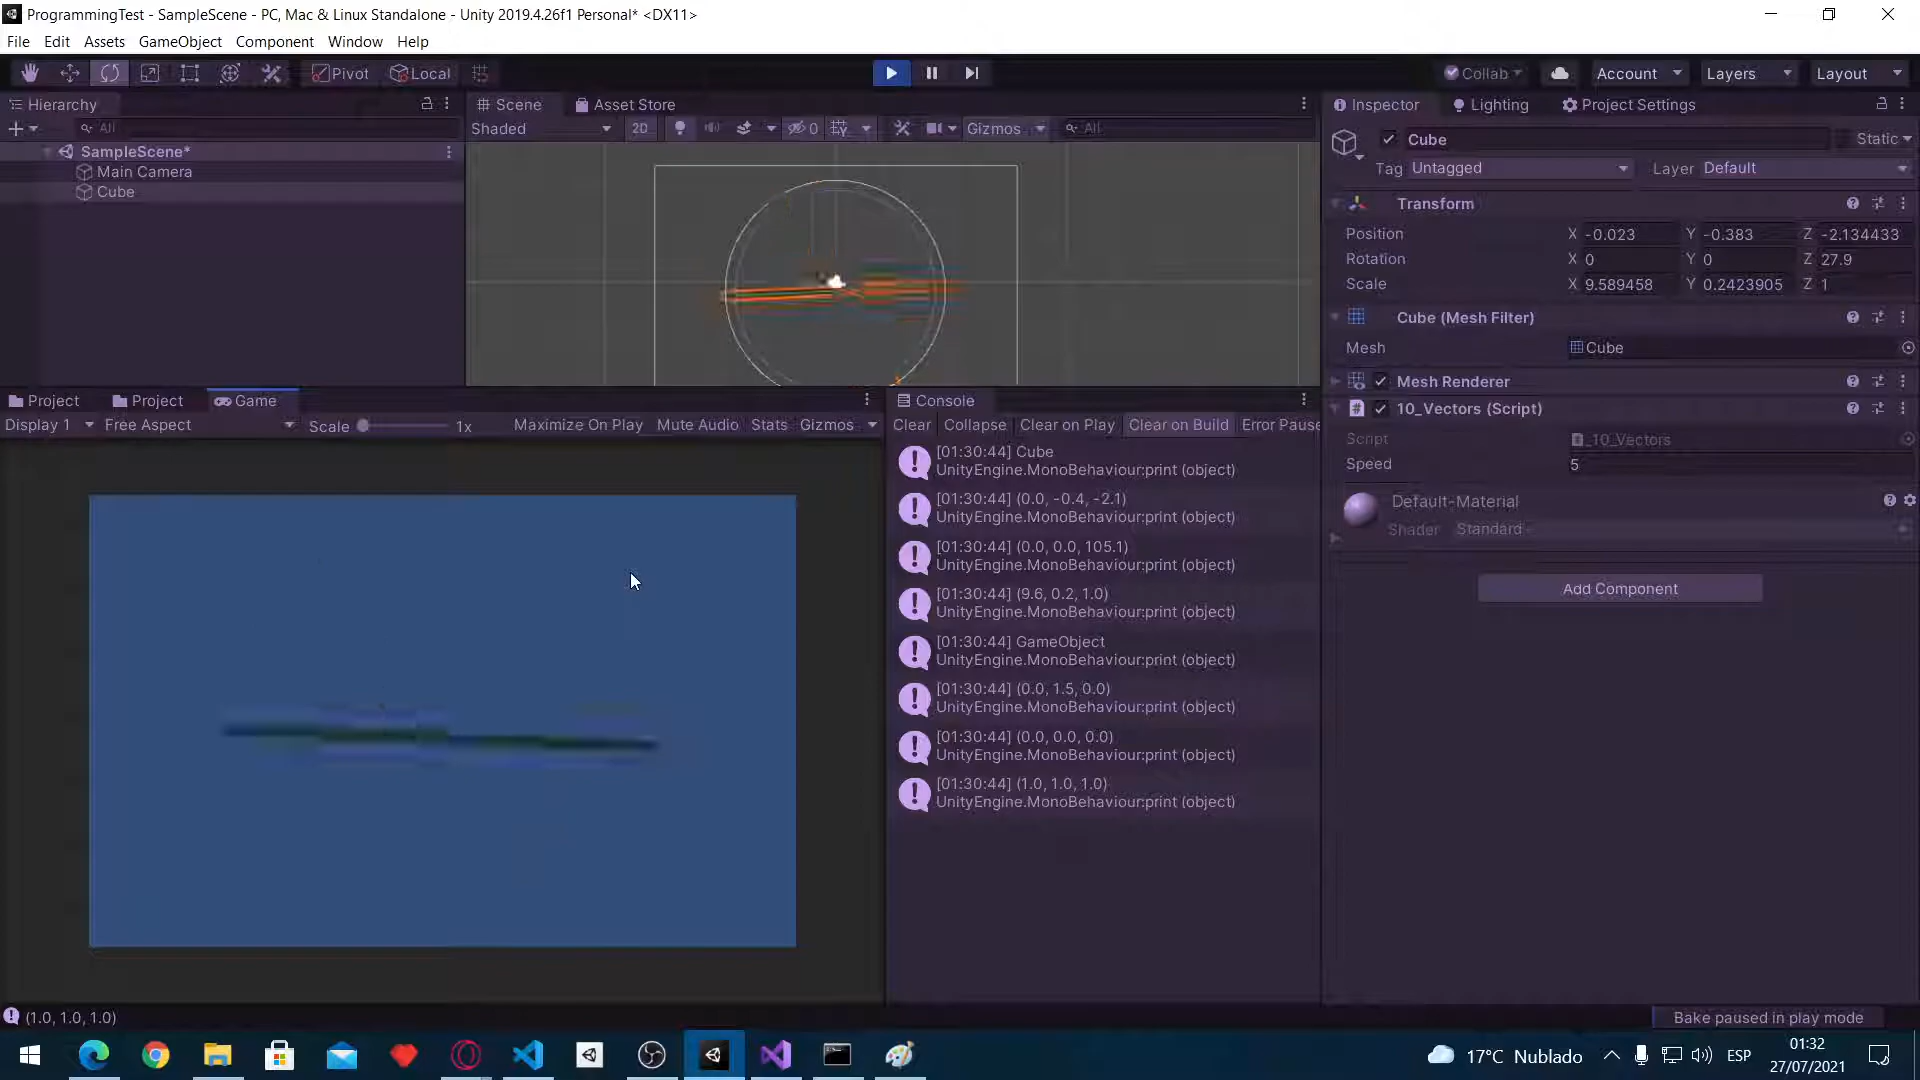 ProgrammingTest - SampleScene - PC, Mac & Linux Standalone - Unity 2019.4.26f1 Personal* <DX11>
File Edit Assets GameObject Component Window Help
Pivot Local Collab Account Layers Layout
Hierarchy
All
SampleScene*
Main Camera
Cube
Scene Asset Store
Shaded 2D 0 Gizmos All
Inspector Lighting Project Settings
Cube Static
Tag Untagged Layer Default
Transform
Position X -0.023 Y -0.383 Z -2.134433
Rotation X 0 Y 0 Z 27.9
Scale X 9.589458 Y 0.2423905 Z 1
Cube (Mesh Filter)
Mesh Cube
Mesh Renderer
10_Vectors (Script)
Script _10_Vectors
Speed 5
Default-Material
Shader Standard
Add Component
Project Project Game
Display 1 Free Aspect Scale 1x Maximize On Play Mute Audio Stats Gizmos
Console
Clear Collapse Clear on Play Clear on Build Error Pause
[01:30:44] Cube
UnityEngine.MonoBehaviour:print (object)
[01:30:44] (0.0, -0.4, -2.1)
UnityEngine.MonoBehaviour:print (object)
[01:30:44] (0.0, 0.0, 105.1)
UnityEngine.MonoBehaviour:print (object)
[01:30:44] (9.6, 0.2, 1.0)
UnityEngine.MonoBehaviour:print (object)
[01:30:44] GameObject
UnityEngine.MonoBehaviour:print (object)
[01:30:44] (0.0, 1.5, 0.0)
UnityEngine.MonoBehaviour:print (object)
[01:30:44] (0.0, 0.0, 0.0)
UnityEngine.MonoBehaviour:print (object)
[01:30:44] (1.0, 1.0, 1.0)
UnityEngine.MonoBehaviour:print (object)
(1.0, 1.0, 1.0)
Bake paused in play mode
17°C Nublado ESP
01:32
27/07/2021